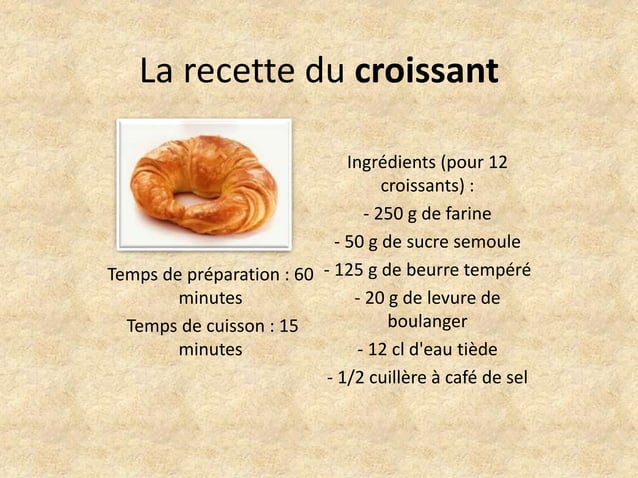 La recette du croissant
Temps de préparation : 60
minutes
Temps de cuisson : 15
minutes
Ingrédients (pour 12
croissants) :
- 250 g de farine
- 50 g de sucre semoule
- 125 g de beurre tempéré
- 20 g de levure de
boulanger
- 12 cl d'eau tiède
- 1/2 cuillère à café de sel